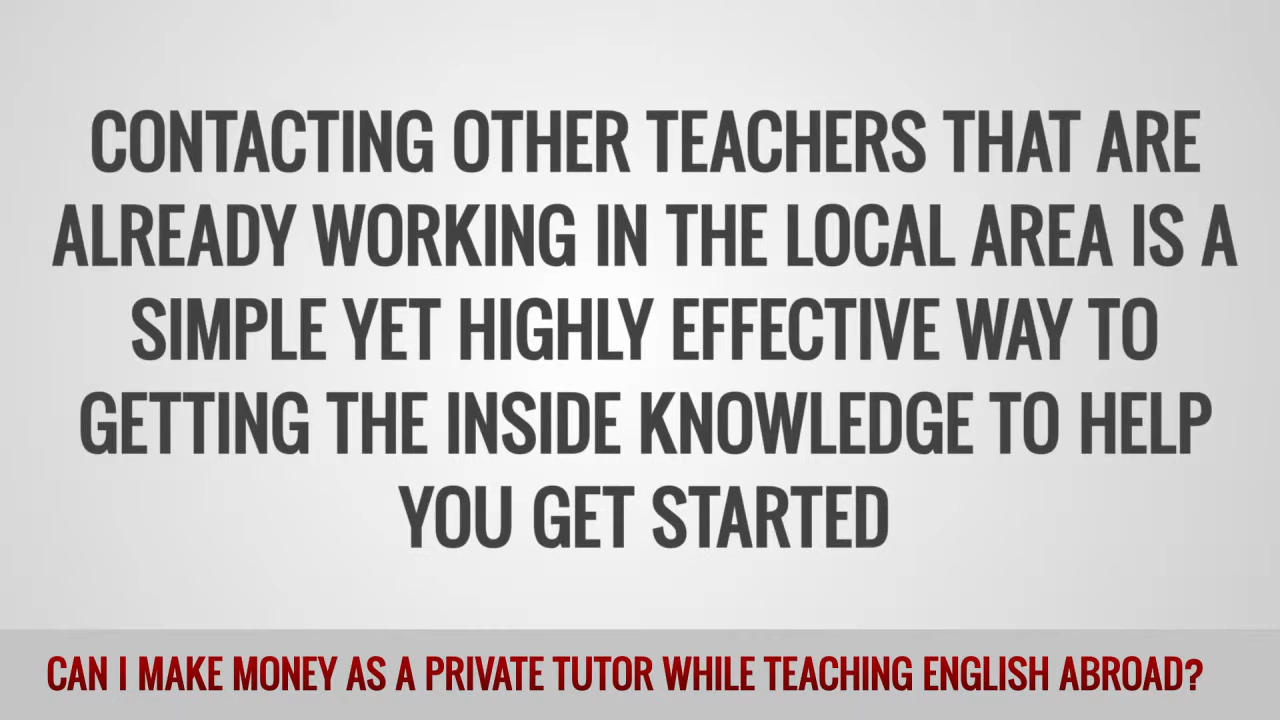 CONTACTING OTHER TEACHERS THAT ARE
ALREADY WORKING IN THE LOCAL AREA IS A
SIMPLE YET HIGHLY EFFECTIVE WAY TO
GETTING THE INSIDE KNOWLEDGE TO HELP
YOU GET STARTED
CAN I MAKE MONEY AS A PRIVATE TUTOR WHILE TEACHING ENGLISH ABROAD?